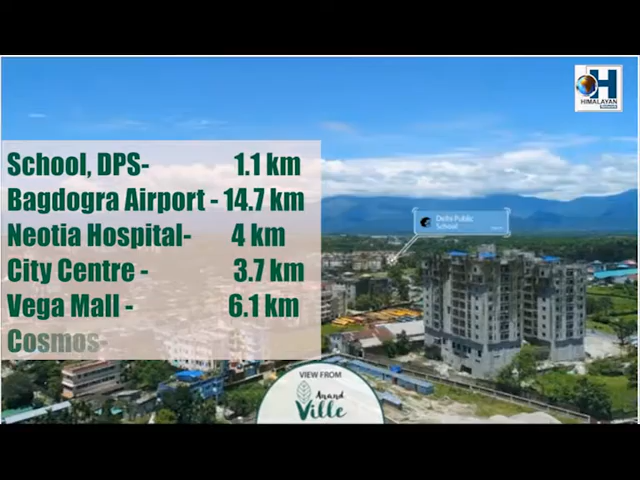 H
HIMALAYAN
School, DPS- 1.1 km
Bagdogra Airport - 14.7 km
Neotia Hospital- 4 km
City Centre - 3.7 km
Vega Mall - 6.1 km
Cosmos-
Delhi Public
School
VIEW FROM
Anand
Ville